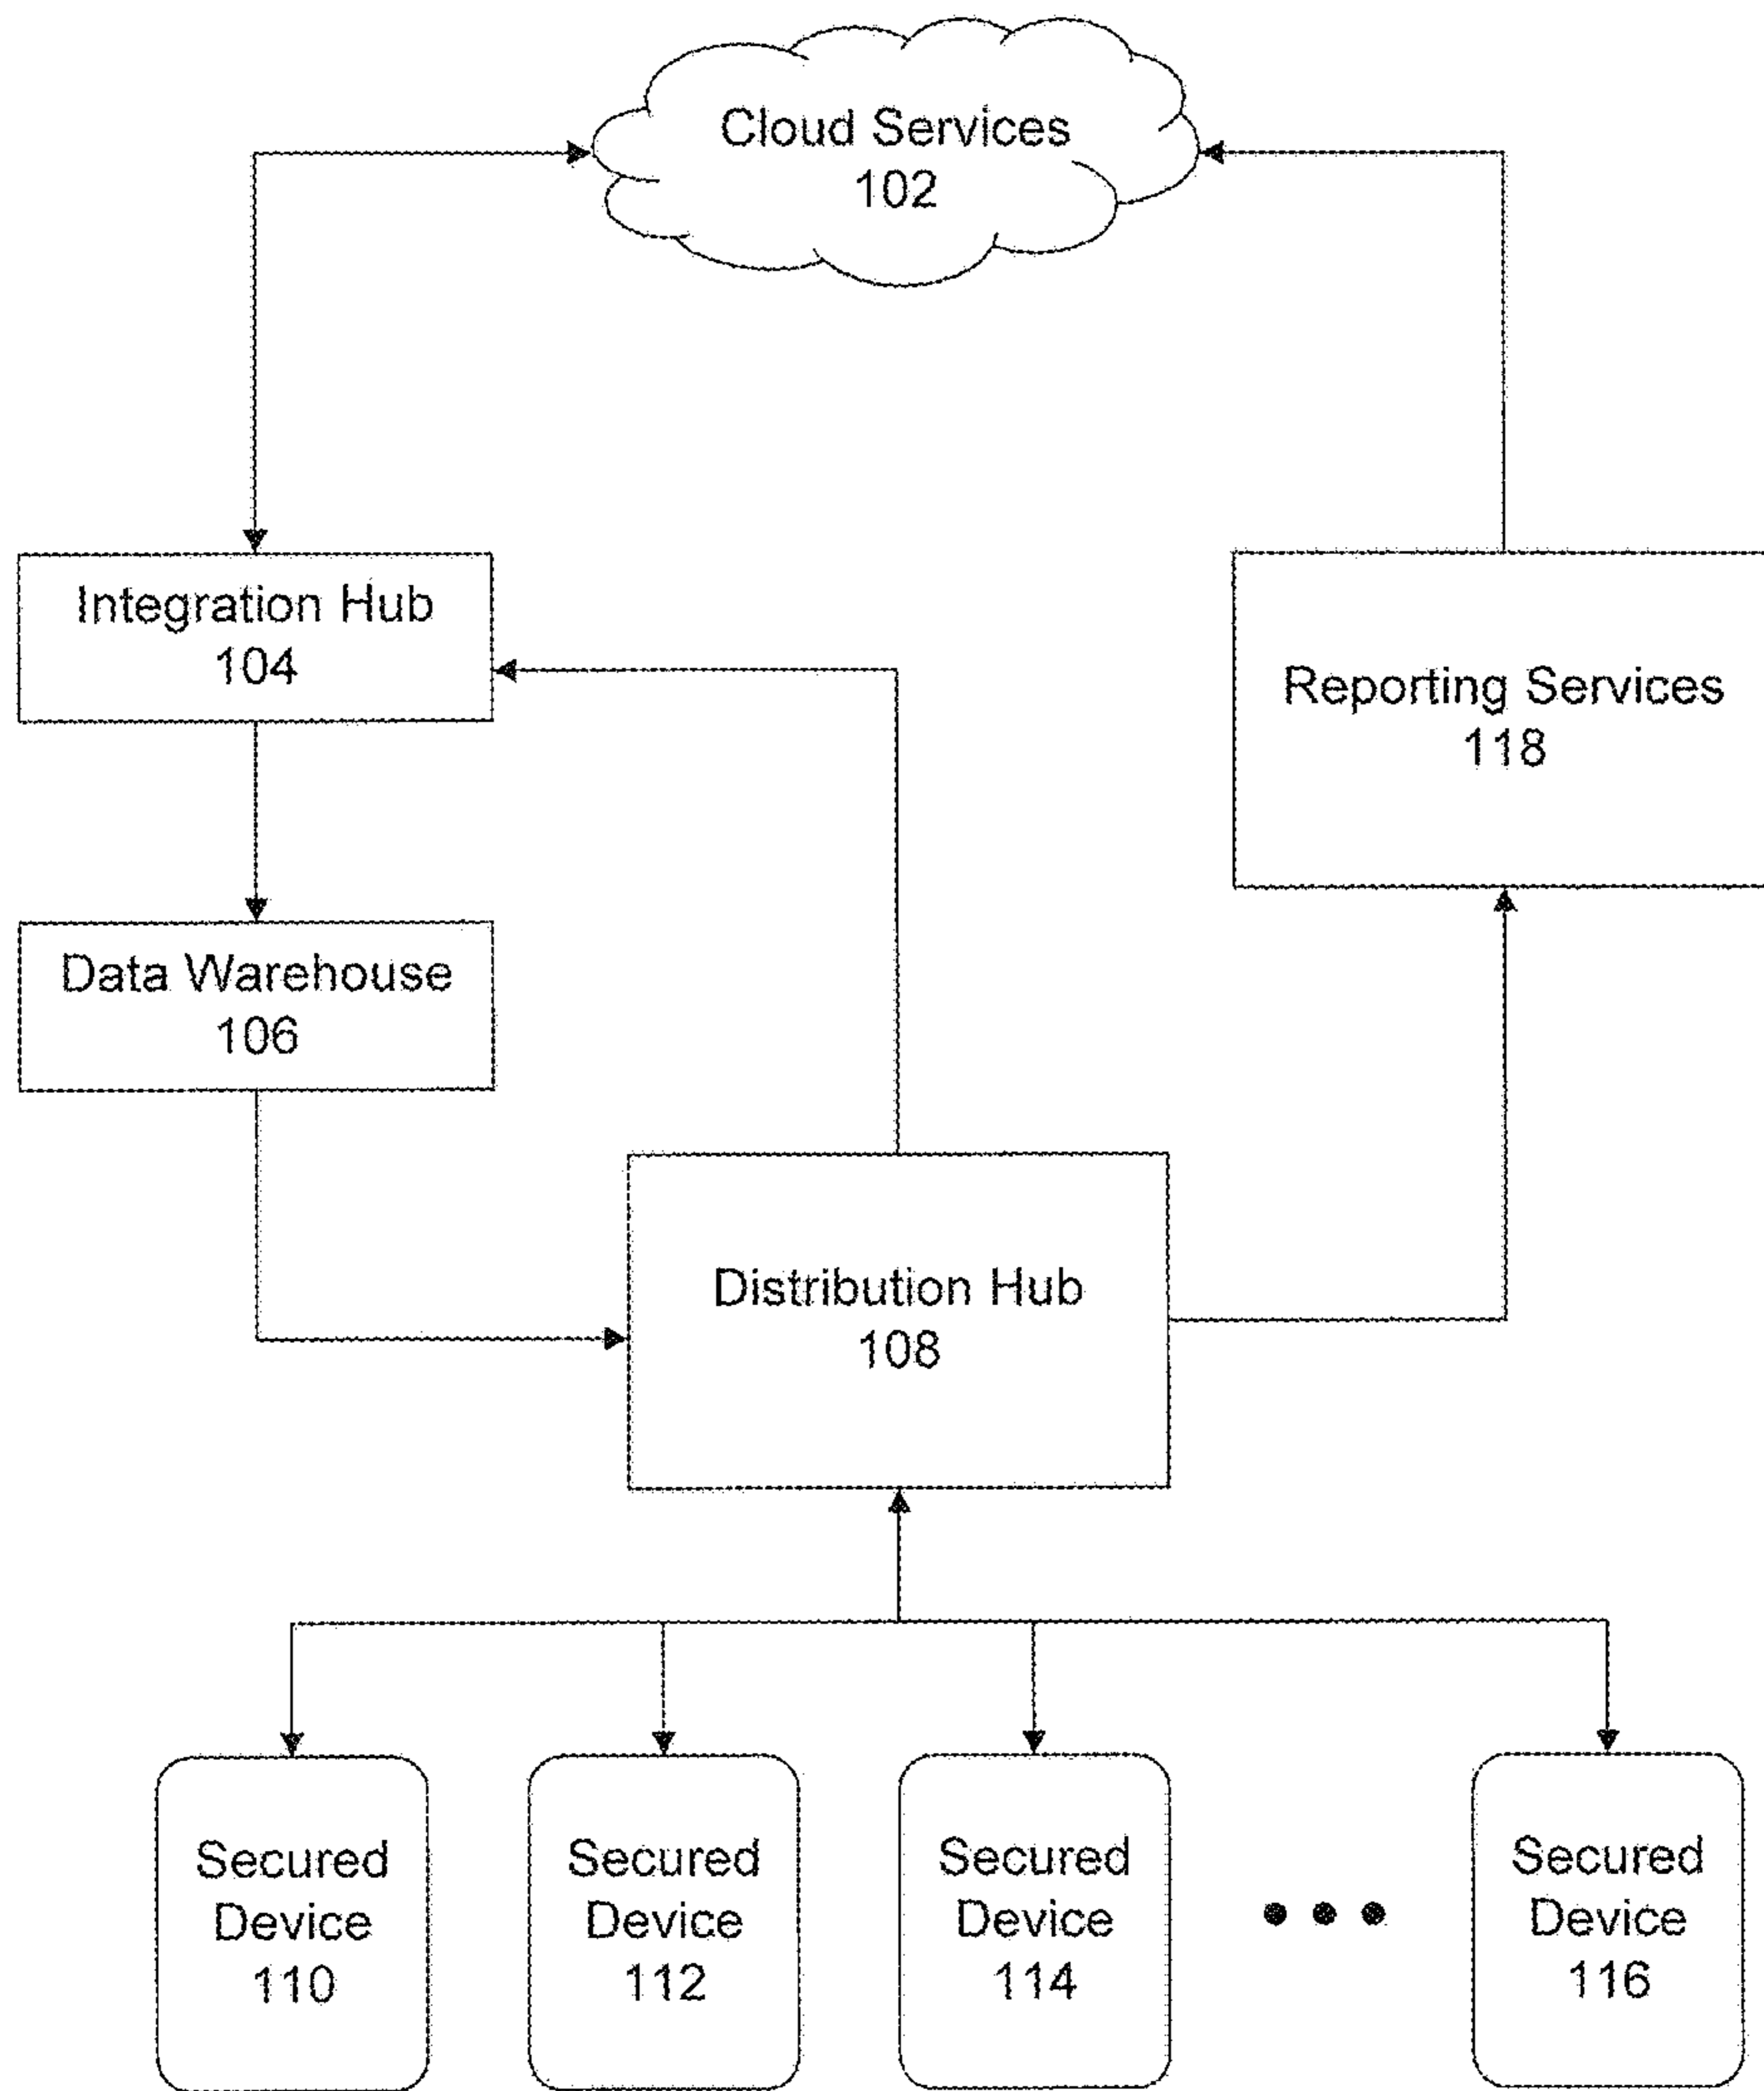 Cloud Services
102
Integration Hub
104
Reporting Services
118
Data Warehouse
106
Distribution Hub
108
Secured
Device
110
Secured
Device
112
Secured
Device
114
Secured
Device
116